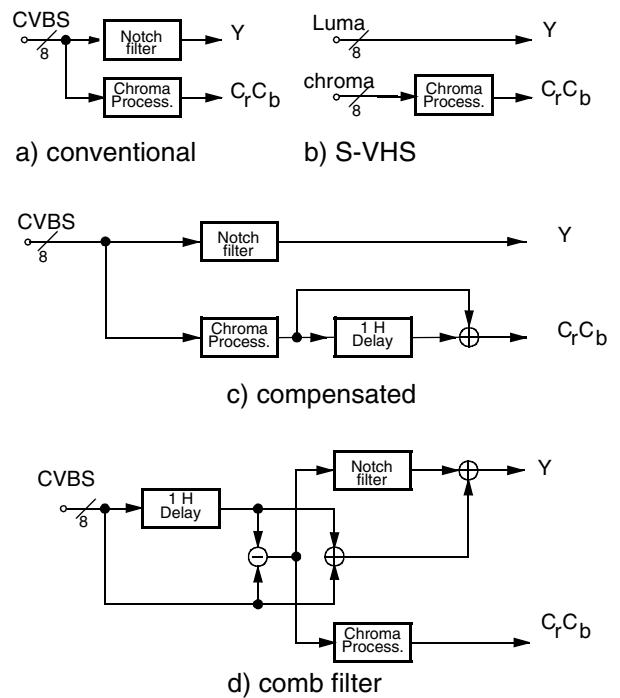 CVBS
8
Notch
filter
Y
Chroma
Process.
CrCb
a) conventional
Luma
8
Y
chroma
8
Chroma
Process.
CrCb
b) S-VHS
CVBS
8
Notch
filter
Y
Chroma
Process.
1 H
Delay
CrCb
c) compensated
CVBS
8
1 H
Delay
Notch
filter
Y
Chroma
Process.
CrCb
d) comb filter